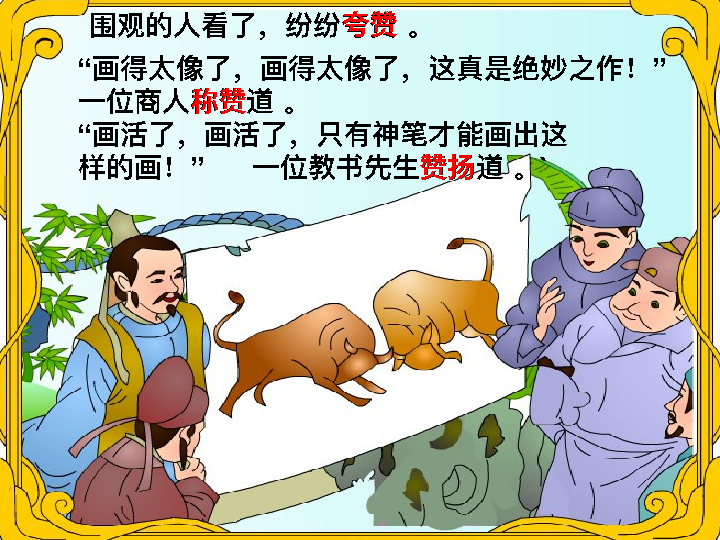 围观的人看了，纷纷夸赞 。
“画得太像了，画得太像了，这真是绝妙之作！”
一位商人称赞道 。
“画活了，画活了，只有神笔才能画出这
样的画！” 一位教书先生赞扬道 。